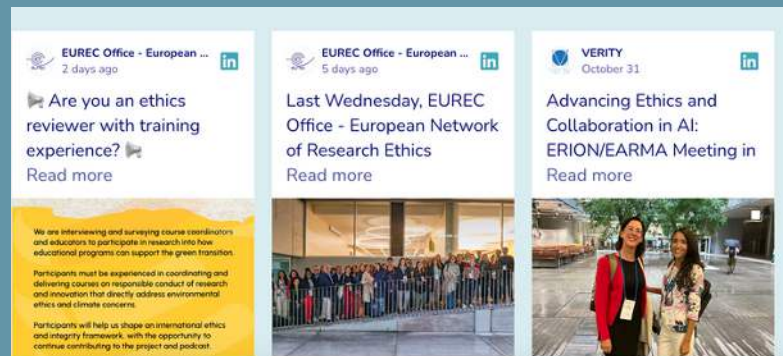 EUREC Office - European ...
2 days ago
in
📢 Are you an ethics
reviewer with training
experience? 📢
Read more
We are interviewing and surveying course coordinators
and educators to participate in research into how
educational programs can support the green transition.
Participants must be experienced in coordinating and
delivering courses on responsible conduct of research
and innovation that directly address environmental
ethics and climate concerns.
Participants will help us shape an international ethics
and integrity framework, with the opportunity to
continue contributing to the project and podcast.
EUREC Office - European ...
5 days ago
in
Last Wednesday, EUREC
Office - European Network
of Research Ethics
Read more
VERITY
October 31
in
Advancing Ethics and
Collaboration in AI:
ERION/EARMA Meeting in
Read more